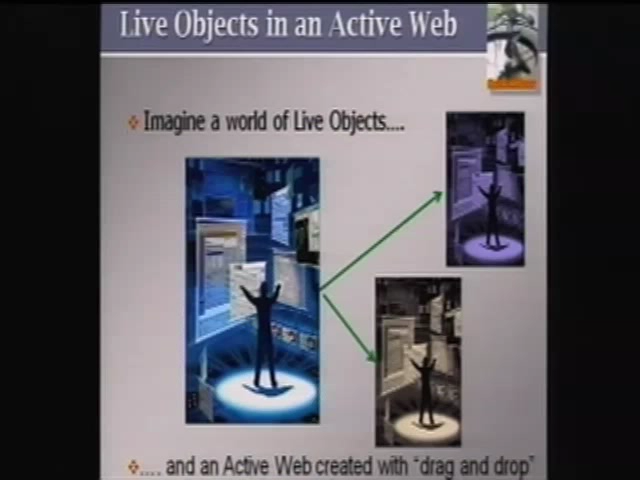 Live Objects in an Active Web
Imagine a world of Live Objects....
.... and an Active Web created with “drag and drop”